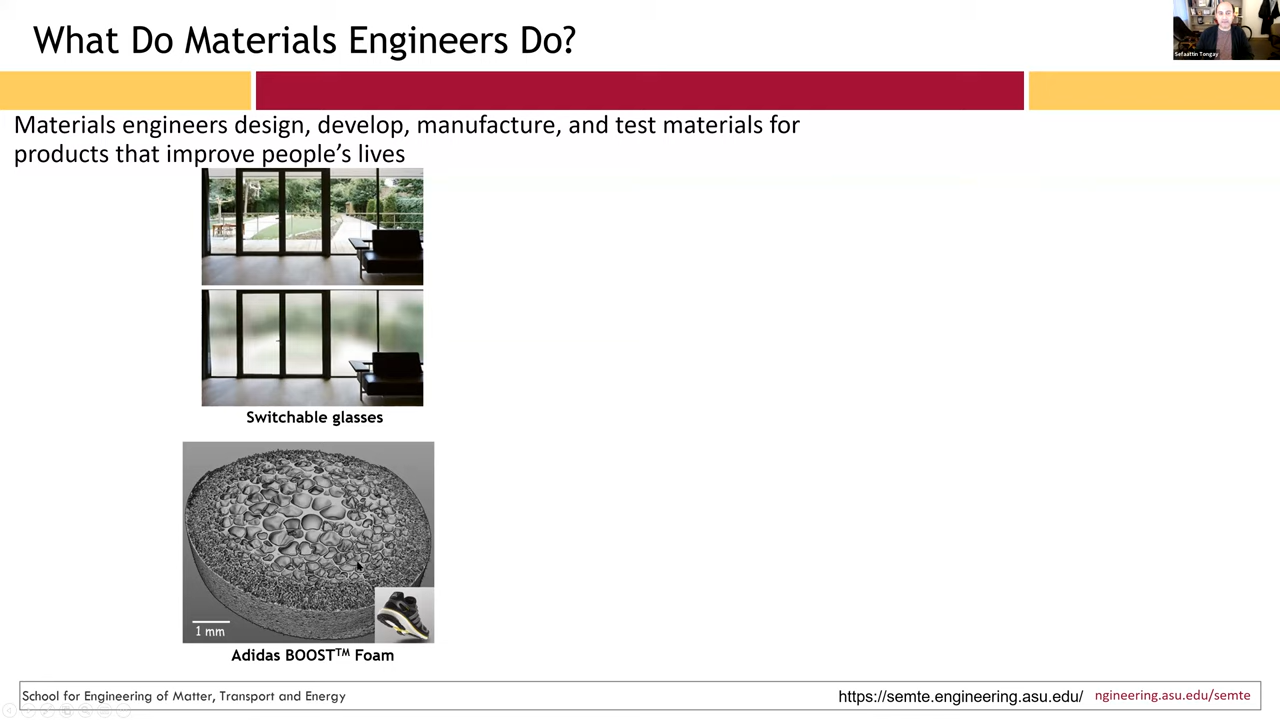 What Do Materials Engineers Do?
Sefaattin Tongay
Materials engineers design, develop, manufacture, and test materials for
products that improve people’s lives
Switchable glasses
1 mm
Adidas BOOST™ Foam
School for Engineering of Matter, Transport and Energy
https://semte.engineering.asu.edu/
ngineering.asu.edu/semte